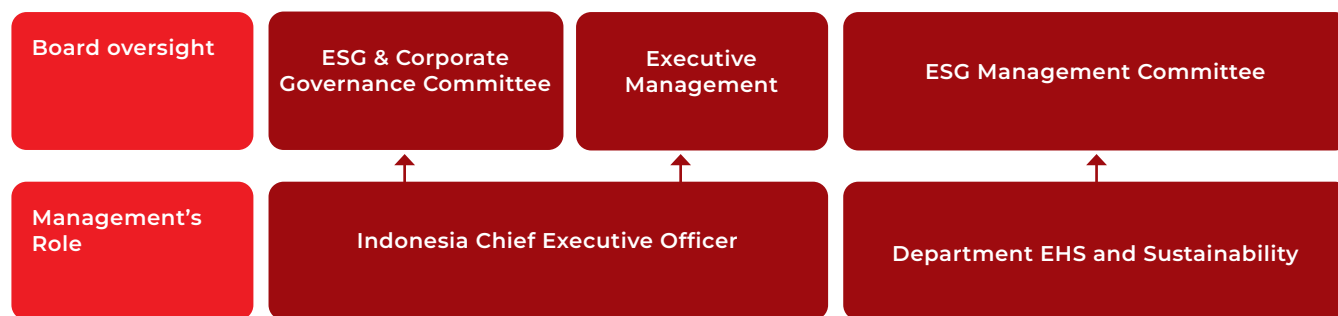 Board oversight
ESG & Corporate
Governance Committee
Executive
Management
ESG Management Committee
Management’s
Role
Indonesia Chief Executive Officer
Department EHS and Sustainability